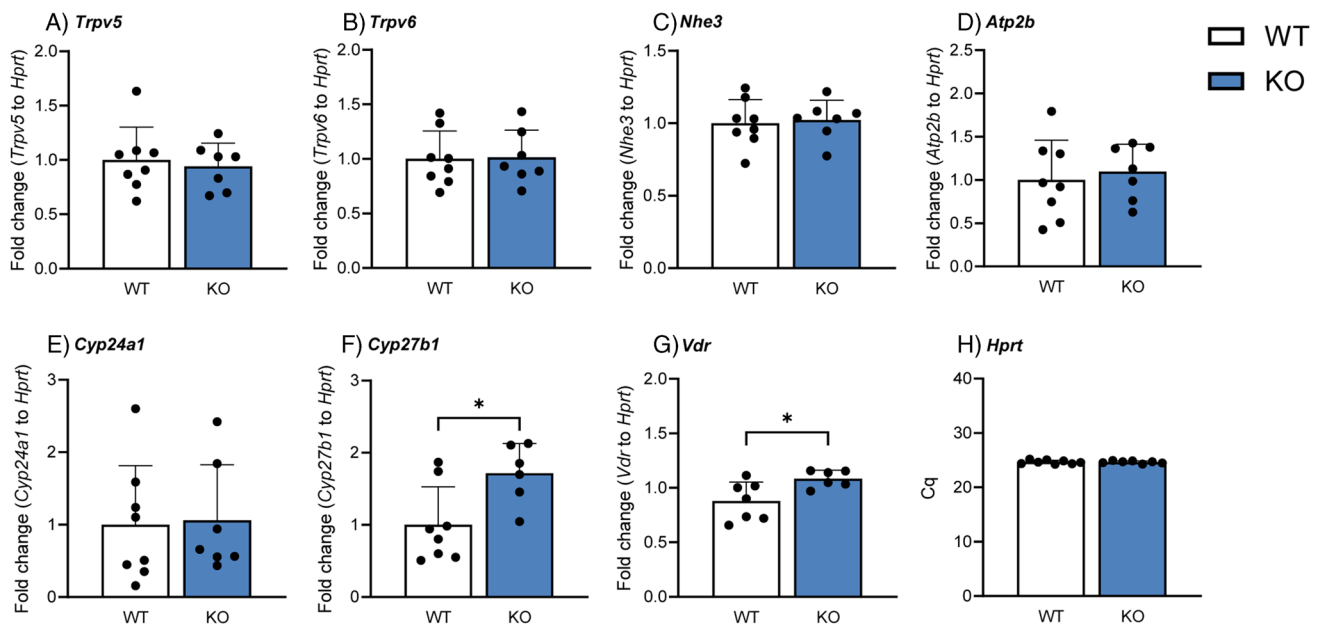 A) Trpv5
B) Trpv6
C) Nhe3
D) Atp2b
WT
KO
Fold change (Trpv5 to Hprt)
2.0
1.5
1.0
0.5
0.0
WT KO
Fold change (Trpv6 to Hprt)
2.0
1.5
1.0
0.5
0.0
WT KO
Fold change (Nhe3 to Hprt)
1.5
1.0
0.5
0.0
WT KO
Fold change (Atp2b to Hprt)
2.5
2.0
1.5
1.0
0.5
0.0
WT KO
E) Cyp24a1
F) Cyp27b1
G) Vdr
H) Hprt
Fold change (Cyp24a1 to Hprt)
3
2
1
0
WT KO
Fold change (Cyp27b1 to Hprt)
3
2
1
0
*
WT KO
Fold change (Vdr to Hprt)
2.0
1.5
1.0
0.5
0.0
*
WT KO
Cq
40
30
20
10
0
WT KO